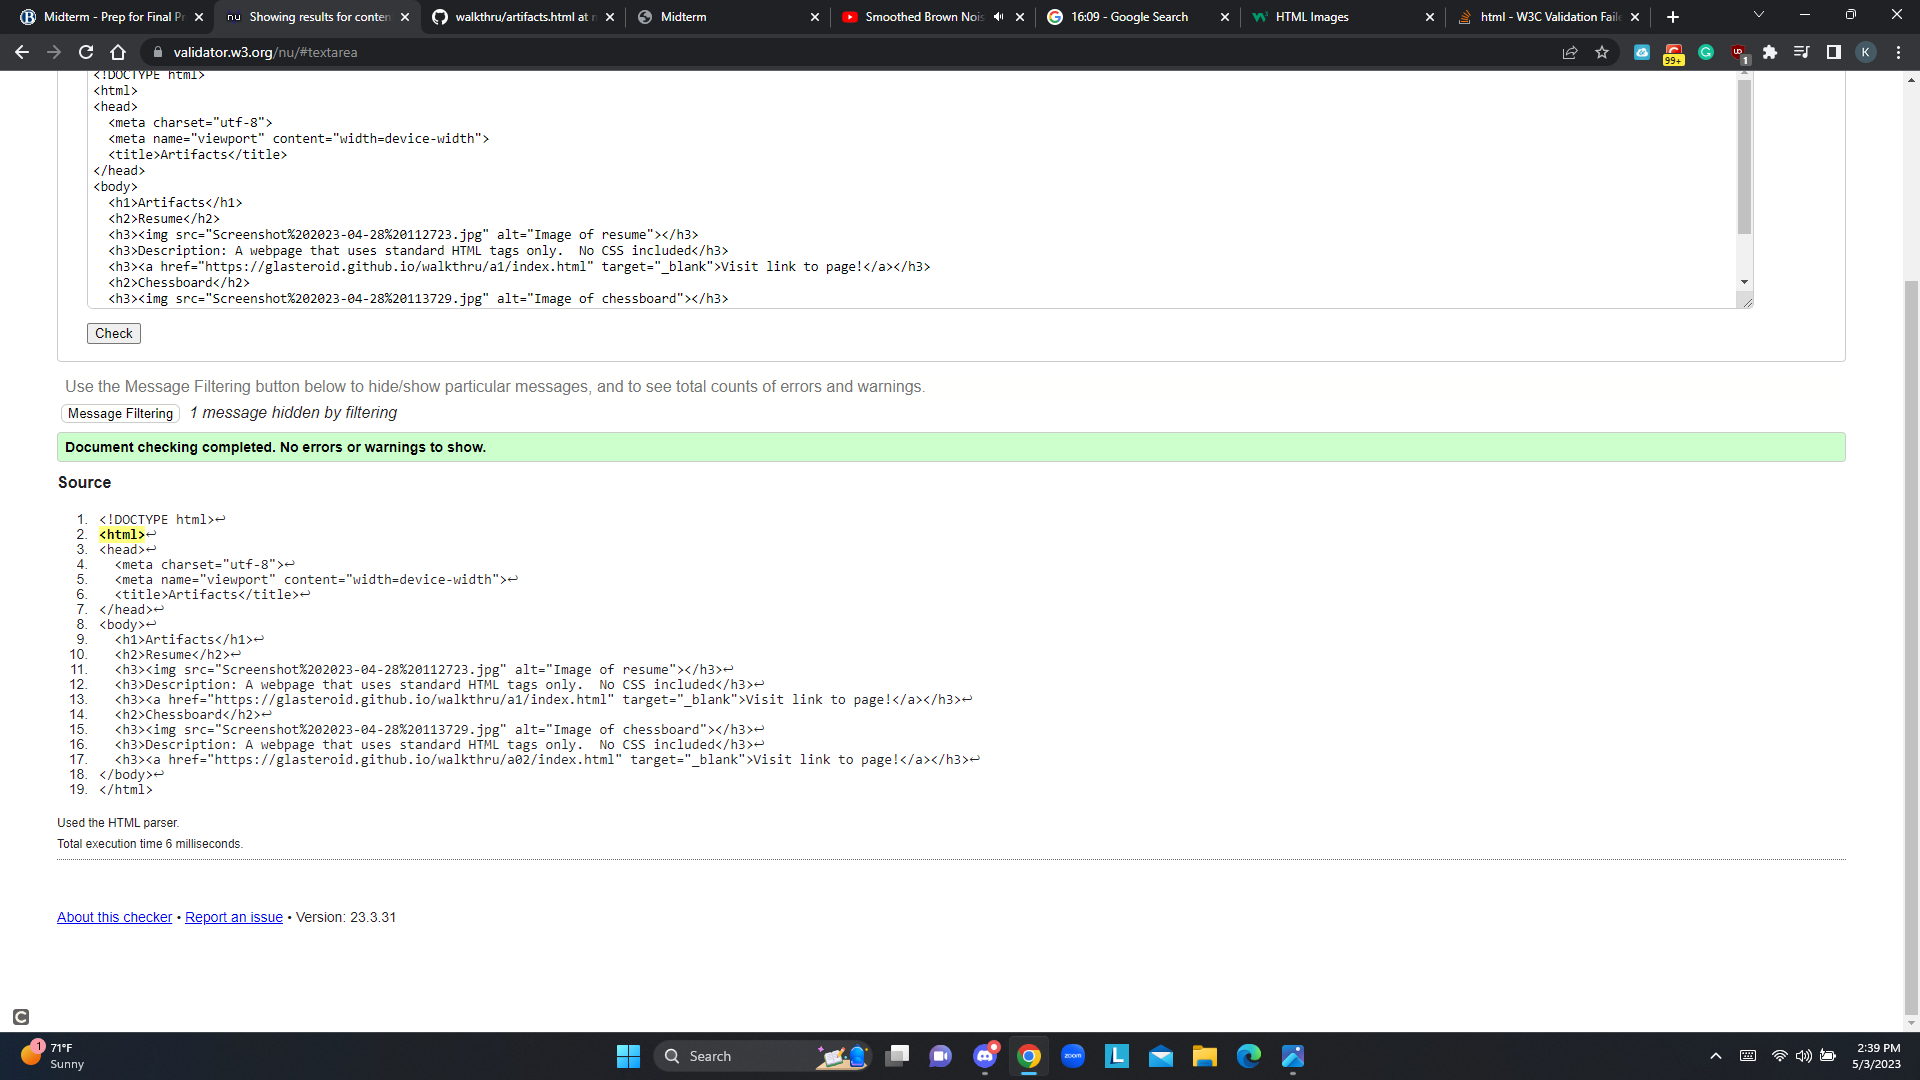 Midterm - Prep for Final Pr
Showing results for conten
walkthru/artifacts.html at n
Midterm
Smoothed Brown Nois
16:09 - Google Search
HTML Images
html - W3C Validation Faile
validator.w3.org/nu/#textarea
99+
1
K
<!DOCTYPE html>
<html>
<head>
<meta charset="utf-8">
<meta name="viewport" content="width=device-width">
<title>Artifacts</title>
</head>
<body>
<h1>Artifacts</h1>
<h2>Resume</h2>
<h3><img src="Screenshot%202023-04-28%20112723.jpg" alt="Image of resume"></h3>
<h3>Description: A webpage that uses standard HTML tags only.  No CSS included</h3>
<h3><a href="https://glasteroid.github.io/walkthru/a1/index.html" target="_blank">Visit link to page!</a></h3>
<h2>Chessboard</h2>
<h3><img src="Screenshot%202023-04-28%20113729.jpg" alt="Image of chessboard"></h3>
Check
Use the Message Filtering button below to hide/show particular messages, and to see total counts of errors and warnings.
Message Filtering 1 message hidden by filtering
Document checking completed. No errors or warnings to show.
Source
1. <!DOCTYPE html>↩
2. <html>↩
3. <head>↩
4. <meta charset="utf-8">↩
5. <meta name="viewport" content="width=device-width">↩
6. <title>Artifacts</title>↩
7. </head>↩
8. <body>↩
9. <h1>Artifacts</h1>↩
10. <h2>Resume</h2>↩
11. <h3><img src="Screenshot%202023-04-28%20112723.jpg" alt="Image of resume"></h3>↩
12. <h3>Description: A webpage that uses standard HTML tags only.  No CSS included</h3>↩
13. <h3><a href="https://glasteroid.github.io/walkthru/a1/index.html" target="_blank">Visit link to page!</a></h3>↩
14. <h2>Chessboard</h2>↩
15. <h3><img src="Screenshot%202023-04-28%20113729.jpg" alt="Image of chessboard"></h3>↩
16. <h3>Description: A webpage that uses standard HTML tags only.  No CSS included</h3>↩
17. <h3><a href="https://glasteroid.github.io/walkthru/a02/index.html" target="_blank">Visit link to page!</a></h3>↩
18. </body>↩
19. </html>
Used the HTML parser.
Total execution time 6 milliseconds.
About this checker • Report an issue • Version: 23.3.31
1
71°F
Sunny
Search
zoom
L
2:39 PM
5/3/2023